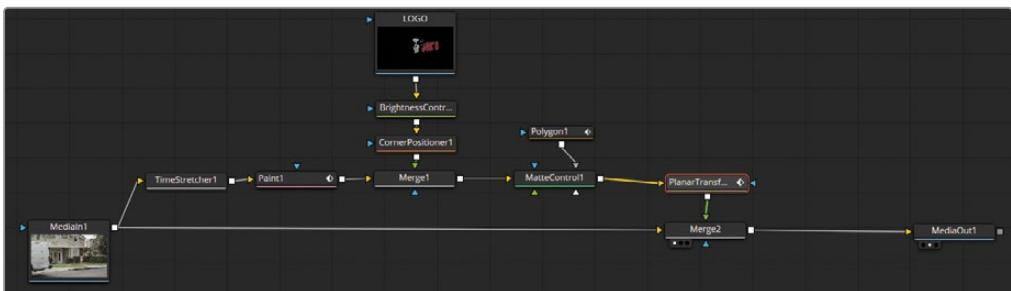 LOGO
BrightnessContr...
CornerPositioner1
Polygon1
TimeStretcher1
Paint1
Merge1
MatteControl1
PlanarTransf...
MediaIn1
Merge2
MediaOut1